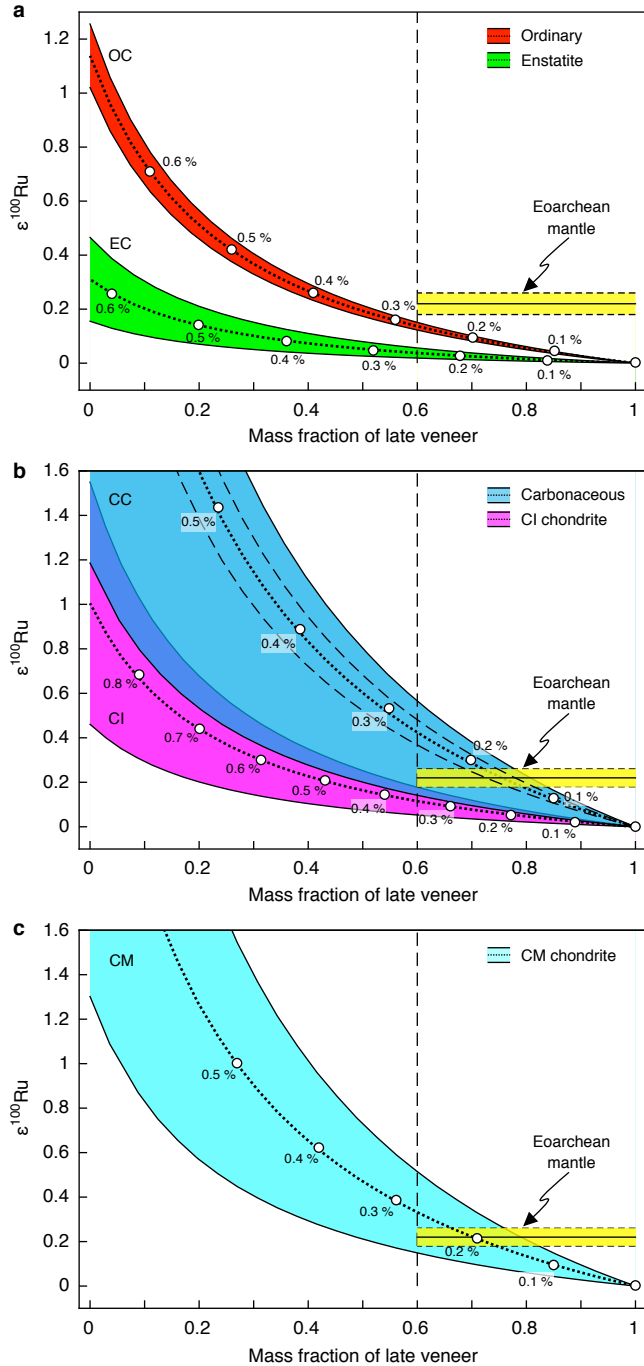 a
OC
EC
Ordinary
Enstatite
Eoarchean
mantle
0.6 %
0.5 %
0.4 %
0.3 %
0.2 %
0.1 %
0.6 %
0.5 %
0.4 %
0.3 %
0.2 %
0.1 %
1.2
1
0.8
0.6
0.4
0.2
0
ε¹⁰⁰Ru
0 0.2 0.4 0.6 0.8 1
Mass fraction of late veneer
b
CC
CI
Carbonaceous
CI chondrite
Eoarchean
mantle
0.5 %
0.4 %
0.3 %
0.2 %
0.1 %
0.8 %
0.7 %
0.6 %
0.5 %
0.4 %
0.3 %
0.2 %
0.1 %
1.6
1.4
1.2
1
0.8
0.6
0.4
0.2
0
ε¹⁰⁰Ru
0 0.2 0.4 0.6 0.8 1
Mass fraction of late veneer
c
CM
CM chondrite
Eoarchean
mantle
0.5 %
0.4 %
0.3 %
0.2 %
0.1 %
1.6
1.4
1.2
1
0.8
0.6
0.4
0.2
0
ε¹⁰⁰Ru
0 0.2 0.4 0.6 0.8 1
Mass fraction of late veneer